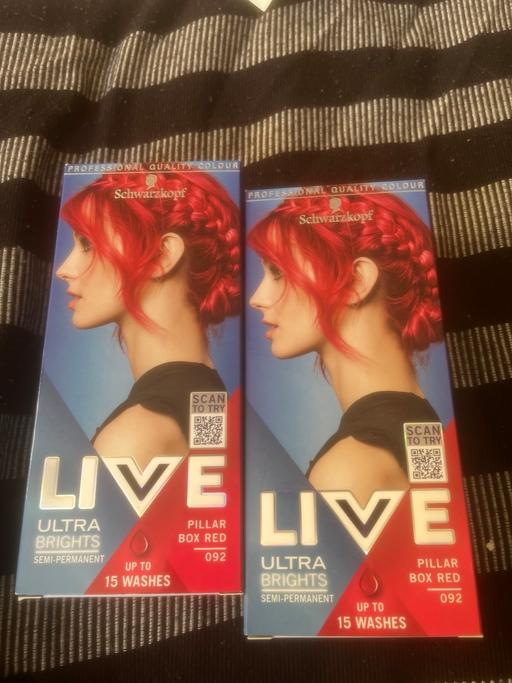 PROFESSIONAL QUALITY COLOUR
Schwarzkopf
SCAN
TO TRY
LIVE
ULTRA
BRIGHTS
SEMI-PERMANENT
PILLAR
BOX RED
092
UP TO
15 WASHES
PROFESSIONAL QUALITY COLOUR
Schwarzkopf
SCAN
TO TRY
LIVE
ULTRA
BRIGHTS
SEMI-PERMANENT
PILLAR
BOX RED
092
UP TO
15 WASHES